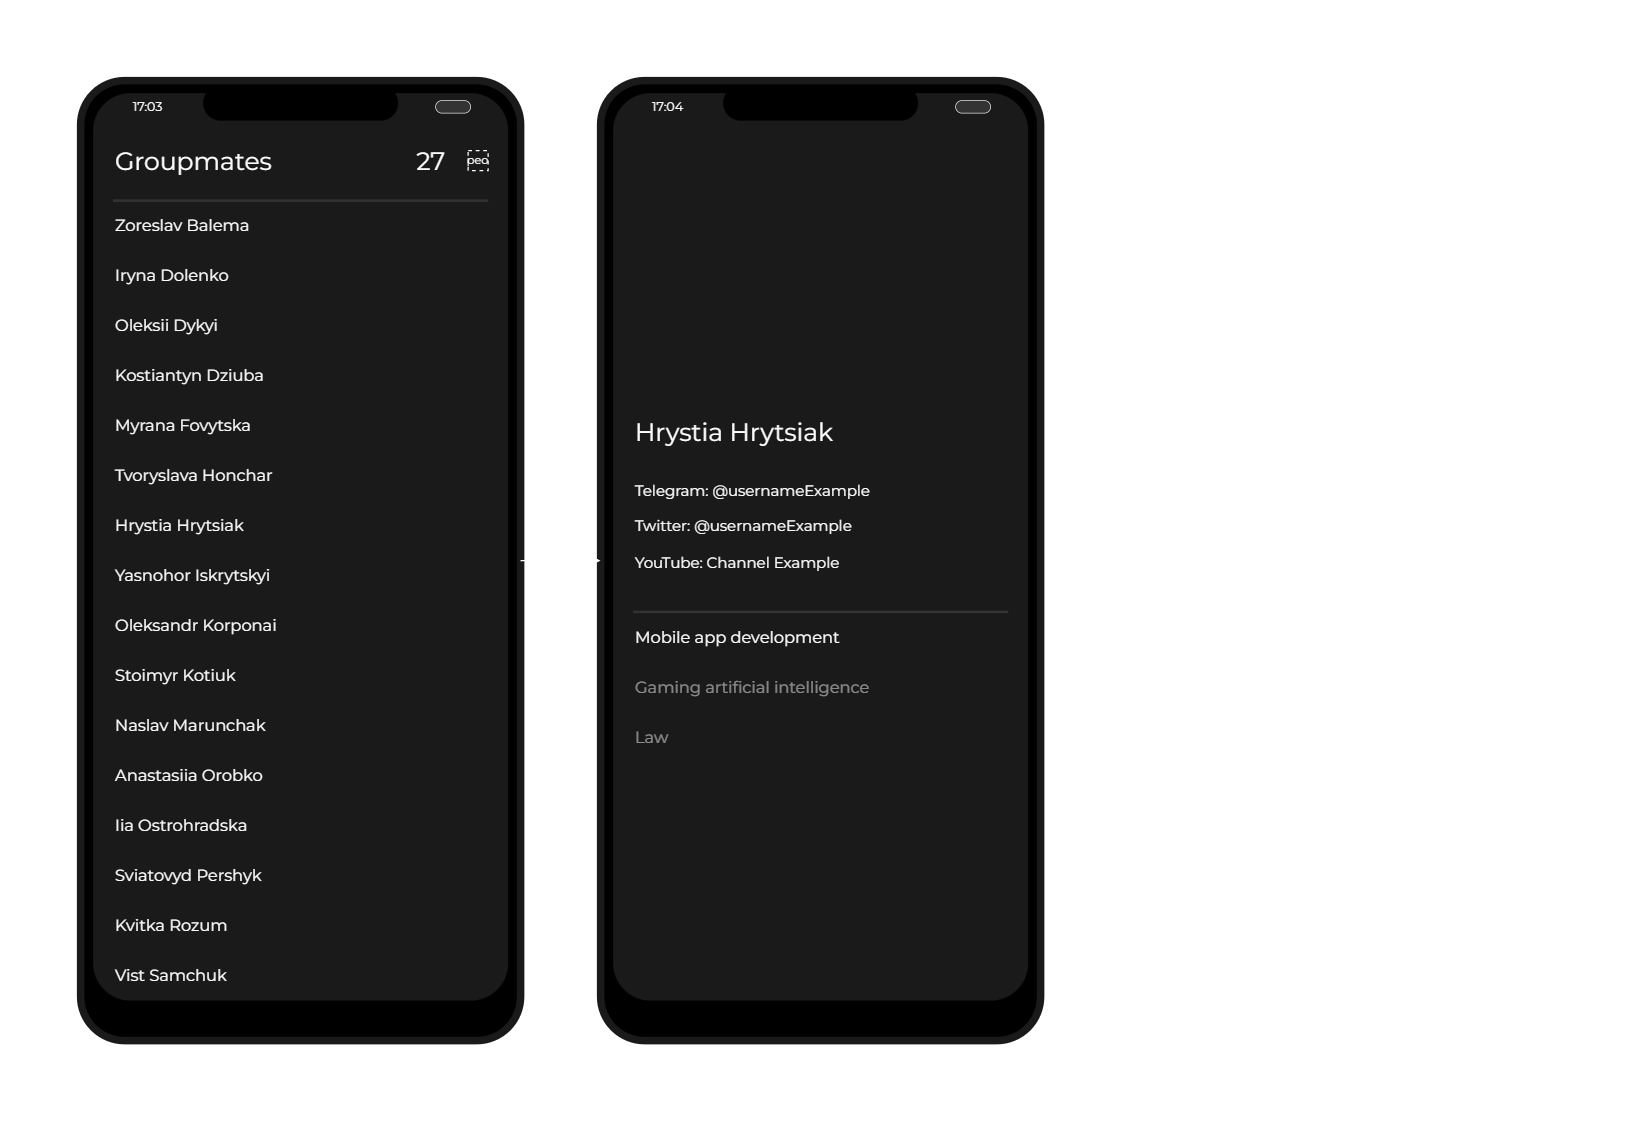 17:03
Groupmates 27
Zoreslav Balema
Iryna Dolenko
Oleksii Dykyi
Kostiantyn Dziuba
Myrana Fovytska
Tvoryslava Honchar
Hrystia Hrytsiak
Yasnohor Iskrytskyi
Oleksandr Korponai
Stoimyr Kotiuk
Naslav Marunchak
Anastasiia Orobko
Iia Ostrohradska
Sviatovyd Pershyk
Kvitka Rozum
Vist Samchuk
17:04
Hrystia Hrytsiak
Telegram: @usernameExample
Twitter: @usernameExample
YouTube: Channel Example
Mobile app development
Gaming artificial intelligence
Law